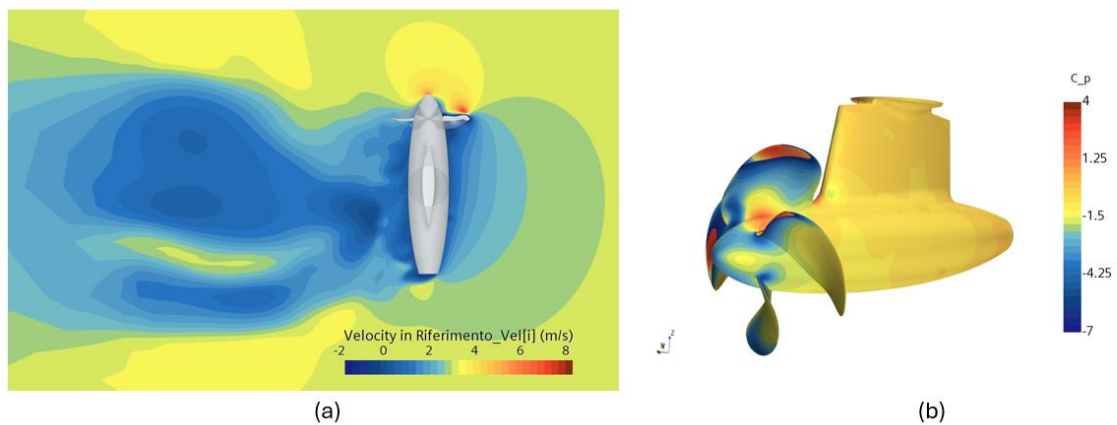 Velocity in Riferimento_Vel[i] (m/s)
-2 0 2 4 6 8
(a)
C_p
4
1.25
-1.5
-4.25
-7
Z
(b)